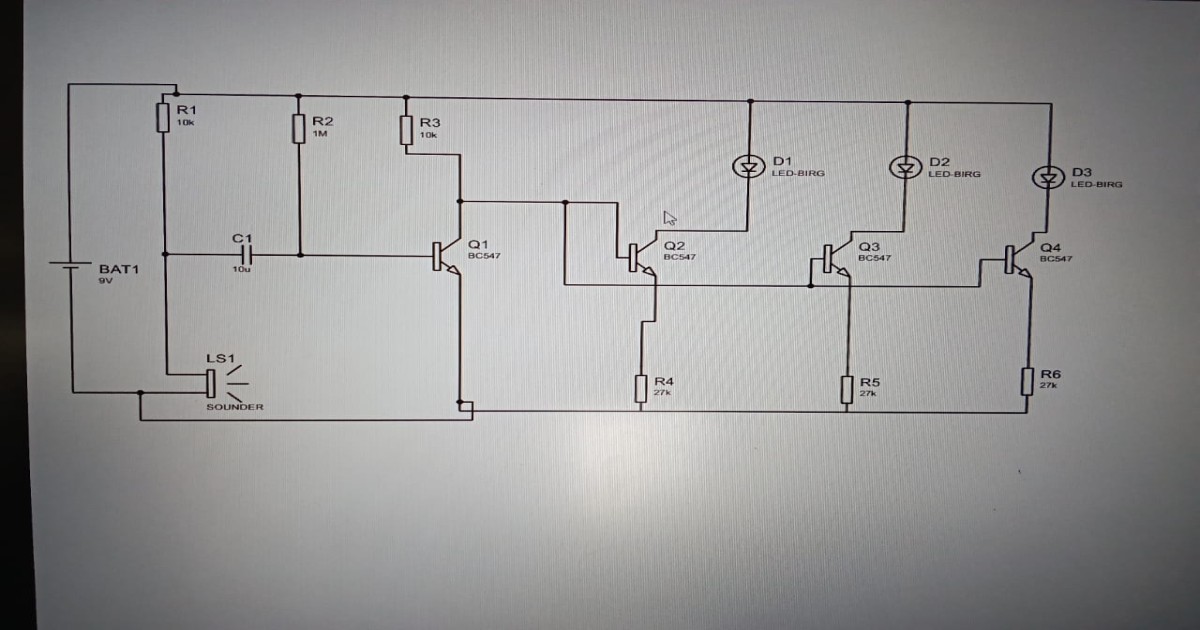 R1
10k
R2
1M
R3
10k
D1
LED-BIRG
D2
LED-BIRG
D3
LED-BIRG
C1
10u
Q1
BC547
Q2
BC547
Q3
BC547
Q4
BC547
BAT1
9V
LS1
SOUNDER
R4
27k
R5
27k
R6
27k